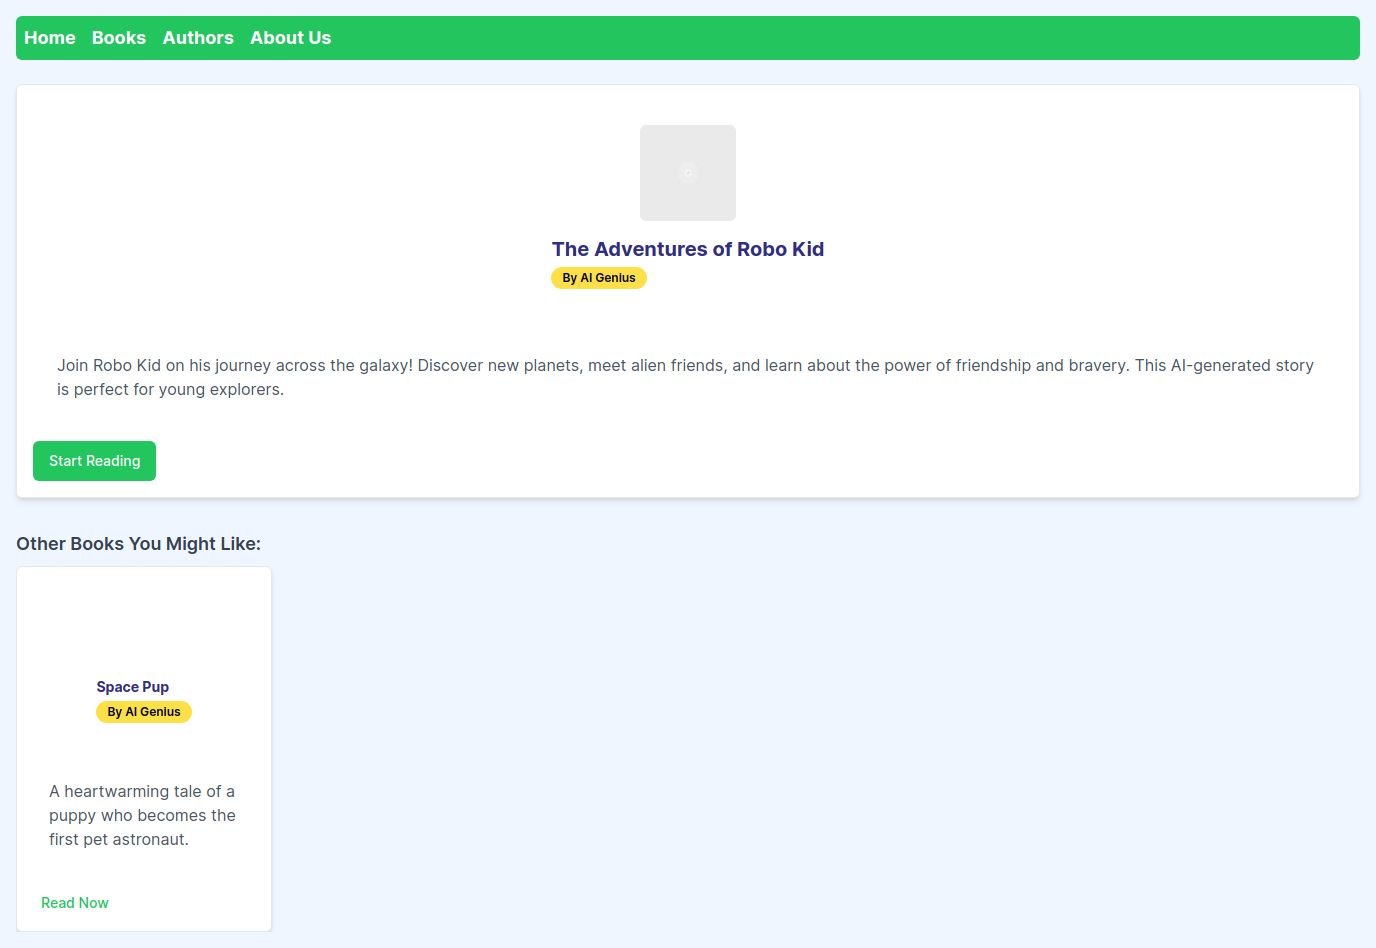 Home Books Authors About Us
The Adventures of Robo Kid
By AI Genius
Join Robo Kid on his journey across the galaxy! Discover new planets, meet alien friends, and learn about the power of friendship and bravery. This AI-generated story
is perfect for young explorers.
Start Reading
Other Books You Might Like:
Space Pup
By AI Genius
A heartwarming tale of a
puppy who becomes the
first pet astronaut.
Read Now